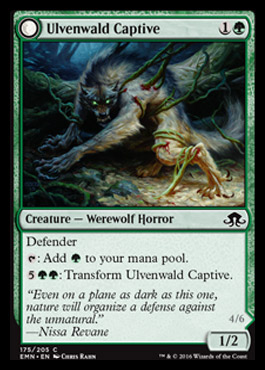 Ulvenwald Captive 1
Creature — Werewolf Horror
Defender
: Add to your mana pool.
5 : Transform Ulvenwald Captive.
“Even on a plane as dark as this one,
nature will organize a defense against
the unnatural.”
—Nissa Revane
4/6
175/205 C
EMN • EN Chris Rahn
1/2
™ & © 2016 Wizards of the Coast